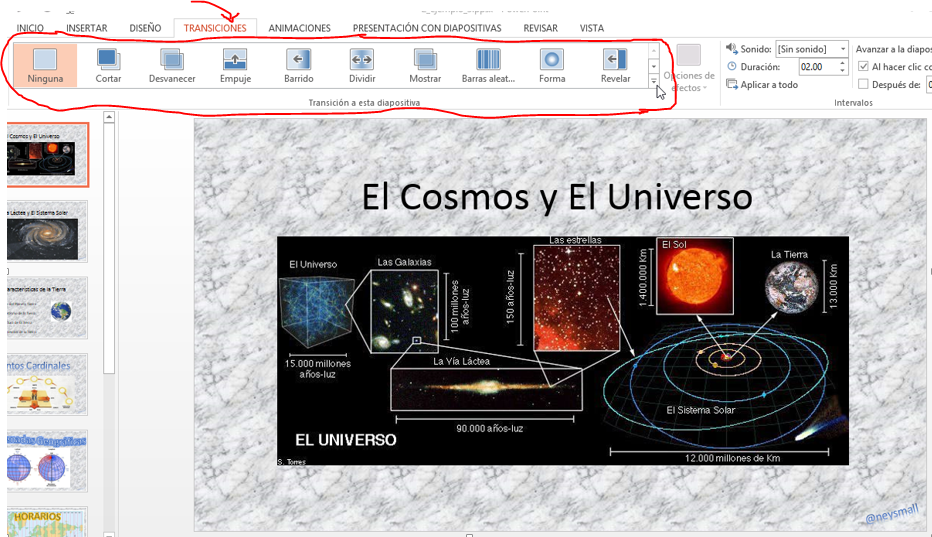 INICIO INSERTAR DISEÑO TRANSICIONES ANIMACIONES PRESENTACIÓN CON DIAPOSITIVAS REVISAR VISTA
Ninguna Cortar Desvanecer Empuje Barrido Dividir Mostrar Barras aleat... Forma Revelar
Opciones de
efectos
Transición a esta diapositiva
Sonido: [Sin sonido]
Duración: 02.00
Aplicar a todo
Avanzar a la diapos
Al hacer clic c
Después de:
Intervalos
Cosmos y El Universo
Láctea y El Sistema Solar
aracterísticas de la Tierra
ntos Cardinales
Geográficas
HORARIOS
El Cosmos y El Universo
El Universo
15.000 millones
años-luz
Las Galaxias
100 millones
años-luz
La Vía Láctea
90.000 años-luz
Las estrellas
150 años-luz
El Sol
1.400.000 Km
La Tierra
13.000 Km
El Sistema Solar
12.000 millones de Km
EL UNIVERSO
S. Torres
@neysmall